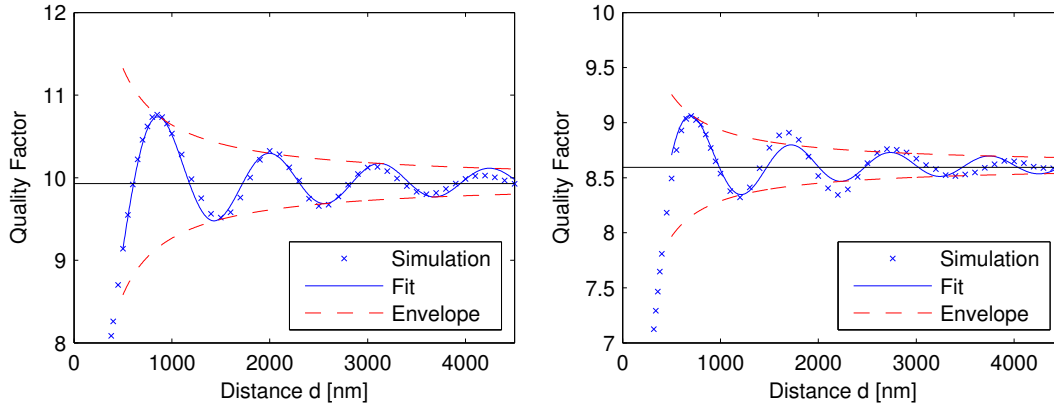 12
11
10
9
8
Quality Factor
0
1000
2000
3000
4000
Distance d [nm]
Simulation
Fit
Envelope
10
9.5
9
8.5
8
7.5
7
Quality Factor
0
1000
2000
3000
4000
Distance d [nm]
Simulation
Fit
Envelope